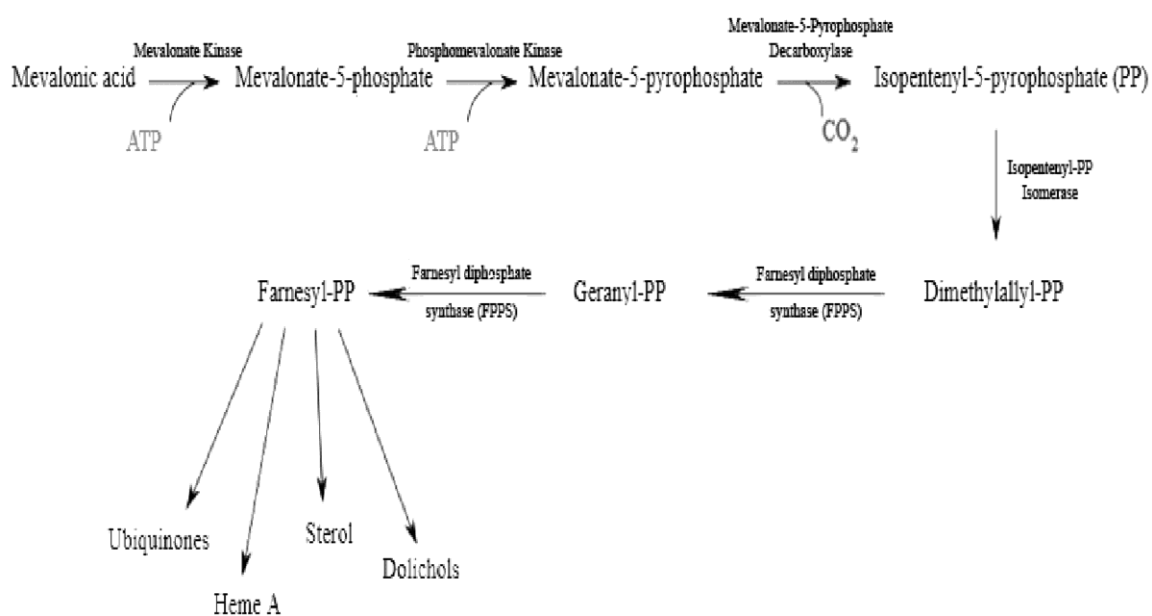 Mevalonic acid
Mevalonate Kinase
ATP
Mevalonate-5-phosphate
Phosphomevalonate Kinase
ATP
Mevalonate-5-pyrophosphate
Mevalonate-5-Pyrophosphate
Decarboxylase
CO2
Isopentenyl-5-pyrophosphate (PP)
Isopentenyl-PP
Isomerase
Dimethylallyl-PP
Farnesyl diphosphate
synthase (FPPS)
Geranyl-PP
Farnesyl diphosphate
synthase (FPPS)
Farnesyl-PP
Ubiquinones
Heme A
Sterol
Dolichols